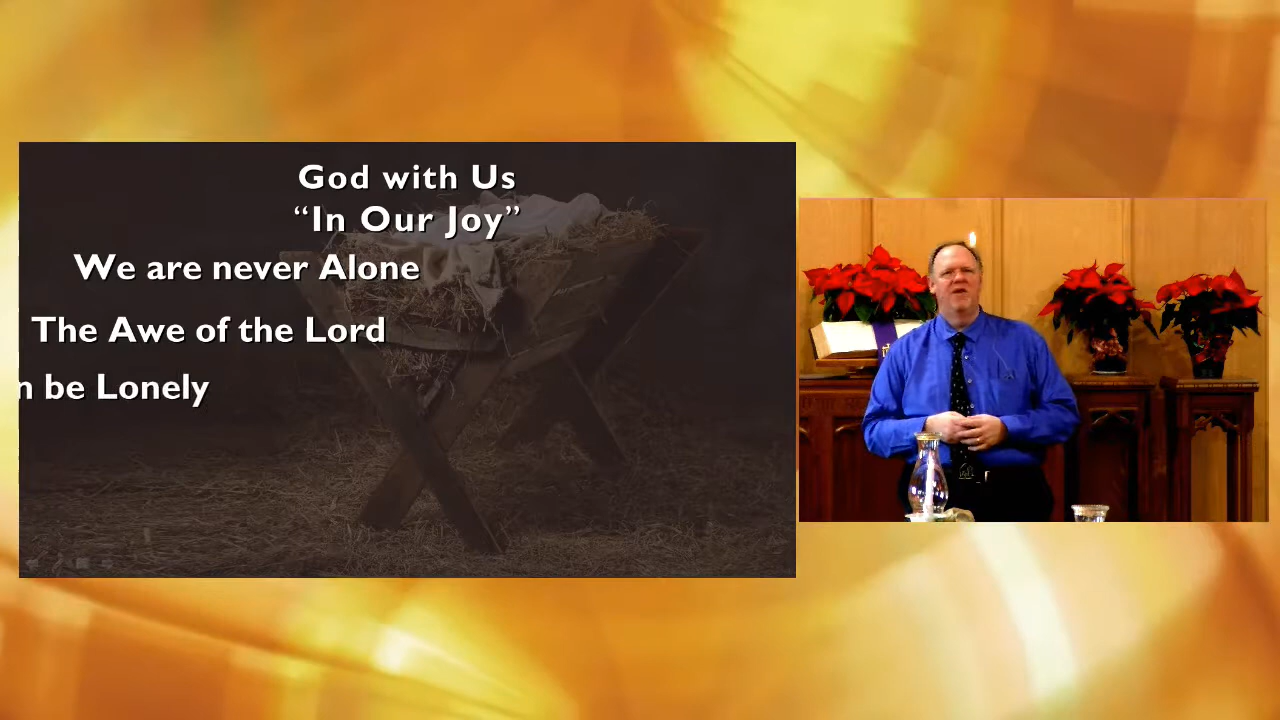 God with Us
“In Our Joy”
We are never Alone
The Awe of the Lord
be Lonely